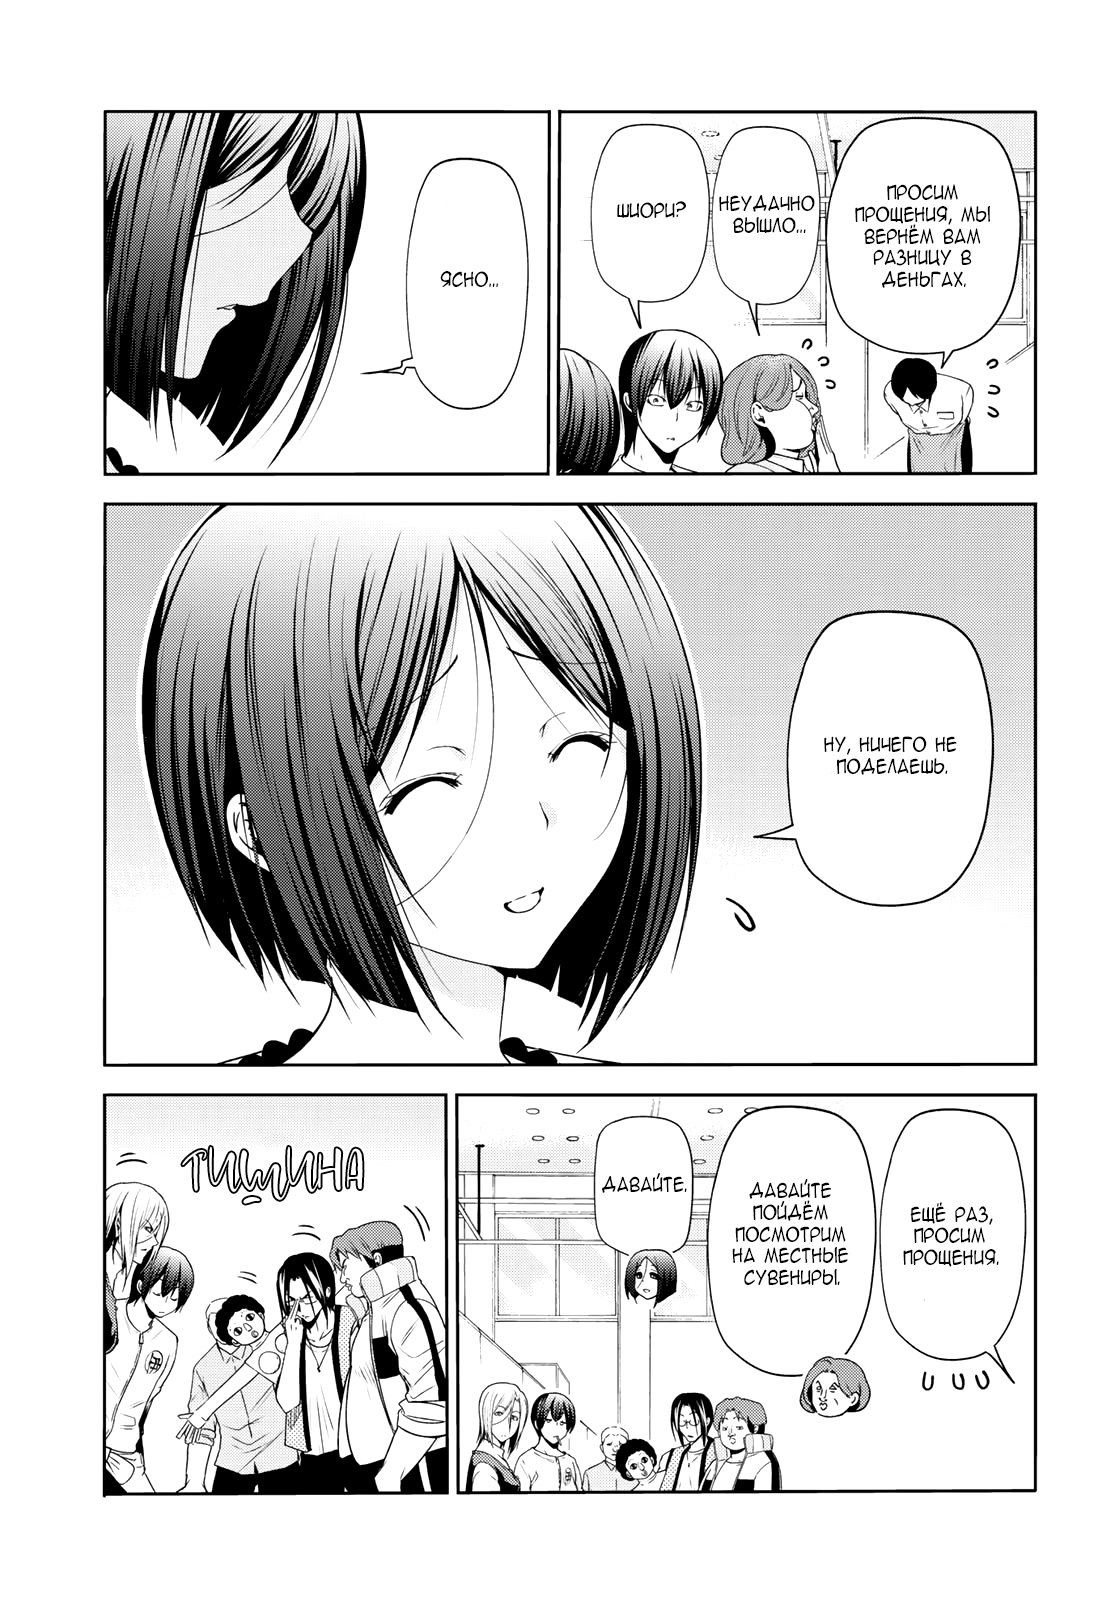 ПРОСИМ
ПРОЩЕНИЯ, МЫ
ВЕРНЁМ ВАМ
РАЗНИЦУ В
ДЕНЬГАХ.
НЕУДАЧНО
ВЫШЛО...
ШИОРИ?
ЯСНО...
НУ, НИЧЕГО НЕ
ПОДЕЛАЕШЬ.
ЕЩЁ РАЗ,
ПРОСИМ
ПРОЩЕНИЯ.
ДАВАЙТЕ
ПОЙДЁМ
ПОСМОТРИМ
НА МЕСТНЫЕ
СУВЕНИРЫ.
ДАВАЙТЕ.
ТИШИНА